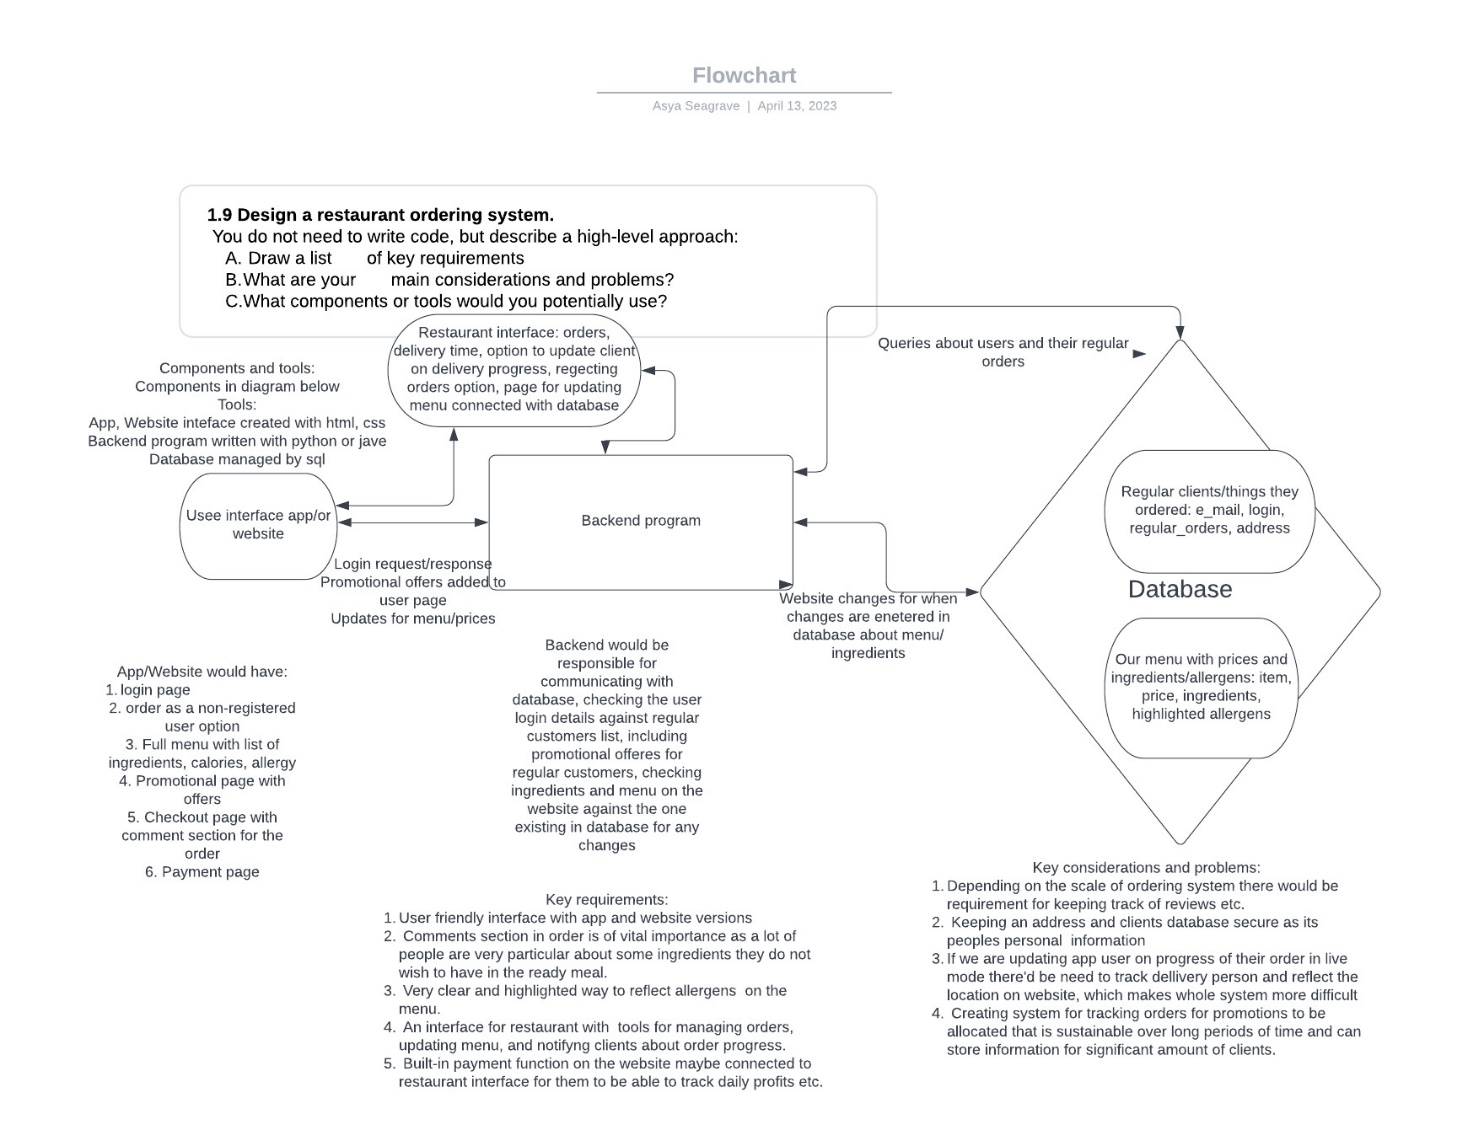 Flowchart
Asya Seagrave | April 13, 2023
1.9 Design a restaurant ordering system.
You do not need to write code, but describe a high-level approach:
A. Draw a list of key requirements
B.What are your main considerations and problems?
C.What components or tools would you potentially use?
Restaurant interface: orders,
delivery time, option to update client
on delivery progress, regecting
orders option, page for updating
menu connected with database
Queries about users and their regular
orders
Components and tools:
Components in diagram below
Tools:
App, Website inteface created with html, css
Backend program written with python or jave
Database managed by sql
Usee interface app/or
website
Backend program
Regular clients/things they
ordered: e_mail, login,
regular_orders, address
Database
Our menu with prices and
ingredients/allergens: item,
price, ingredients,
highlighted allergens
Login request/response
Promotional offers added to
user page
Updates for menu/prices
Website changes for when
changes are enetered in
database about menu/
ingredients
App/Website would have:
1. login page
2. order as a non-registered
user option
3. Full menu with list of
ingredients, calories, allergy
4. Promotional page with
offers
5. Checkout page with
comment section for the
order
6. Payment page
Backend would be
responsible for
communicating with
database, checking the user
login details against regular
customers list, including
promotional offeres for
regular customers, checking
ingredients and menu on the
website against the one
existing in database for any
changes
Key requirements:
1. User friendly interface with app and website versions
2. Comments section in order is of vital importance as a lot of
people are very particular about some ingredients they do not
wish to have in the ready meal.
3. Very clear and highlighted way to reflect allergens on the
menu.
4. An interface for restaurant with tools for managing orders,
updating menu, and notifyng clients about order progress.
5. Built-in payment function on the website maybe connected to
restaurant interface for them to be able to track daily profits etc.
Key considerations and problems:
1. Depending on the scale of ordering system there would be
requirement for keeping track of reviews etc.
2. Keeping an address and clients database secure as its
peoples personal information
3. If we are updating app user on progress of their order in live
mode there'd be need to track dellivery person and reflect the
location on website, which makes whole system more difficult
4. Creating system for tracking orders for promotions to be
allocated that is sustainable over long periods of time and can
store information for significant amount of clients.